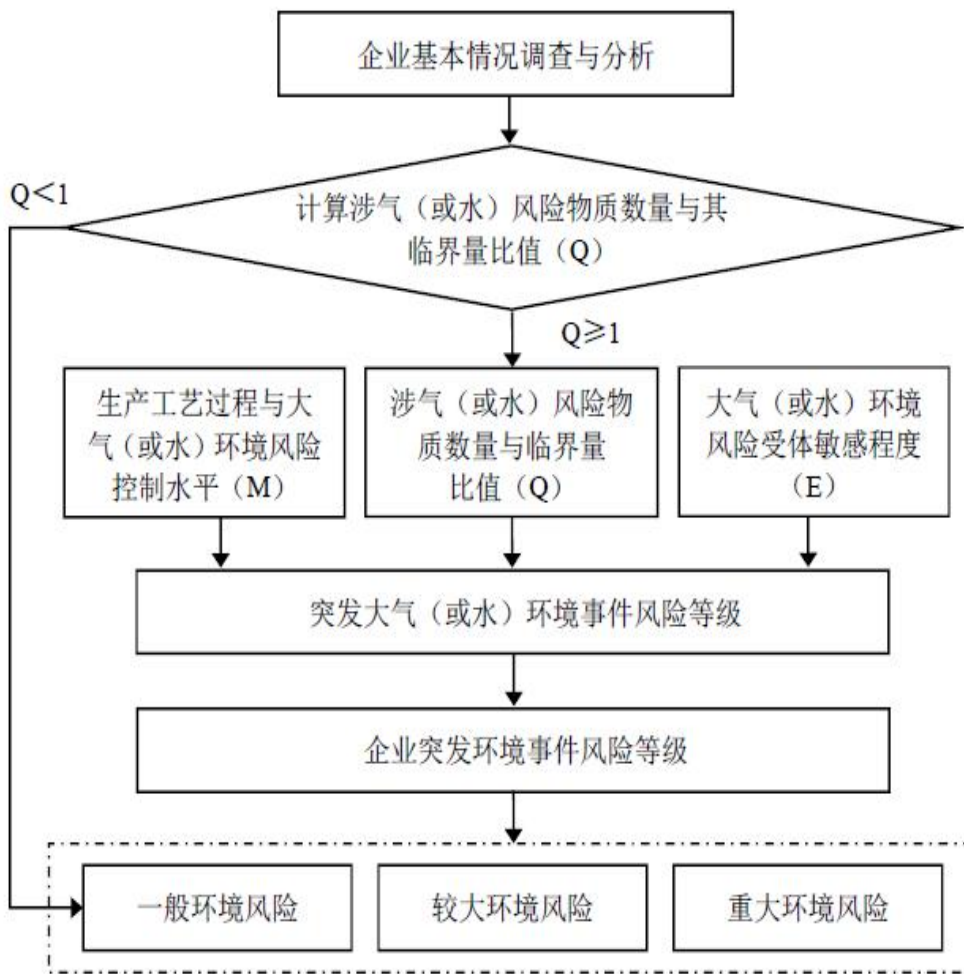 企业基本情况调查与分析
Q＜1
计算涉气（或水）风险物质数量与其
临界量比值（Q）
Q≥1
生产工艺过程与大
气（或水）环境风险
控制水平（M）
涉气（或水）风险物
质数量与临界量
比值（Q）
大气（或水）环境
风险受体敏感程度
（E）
突发大气（或水）环境事件风险等级
企业突发环境事件风险等级
一般环境风险
较大环境风险
重大环境风险